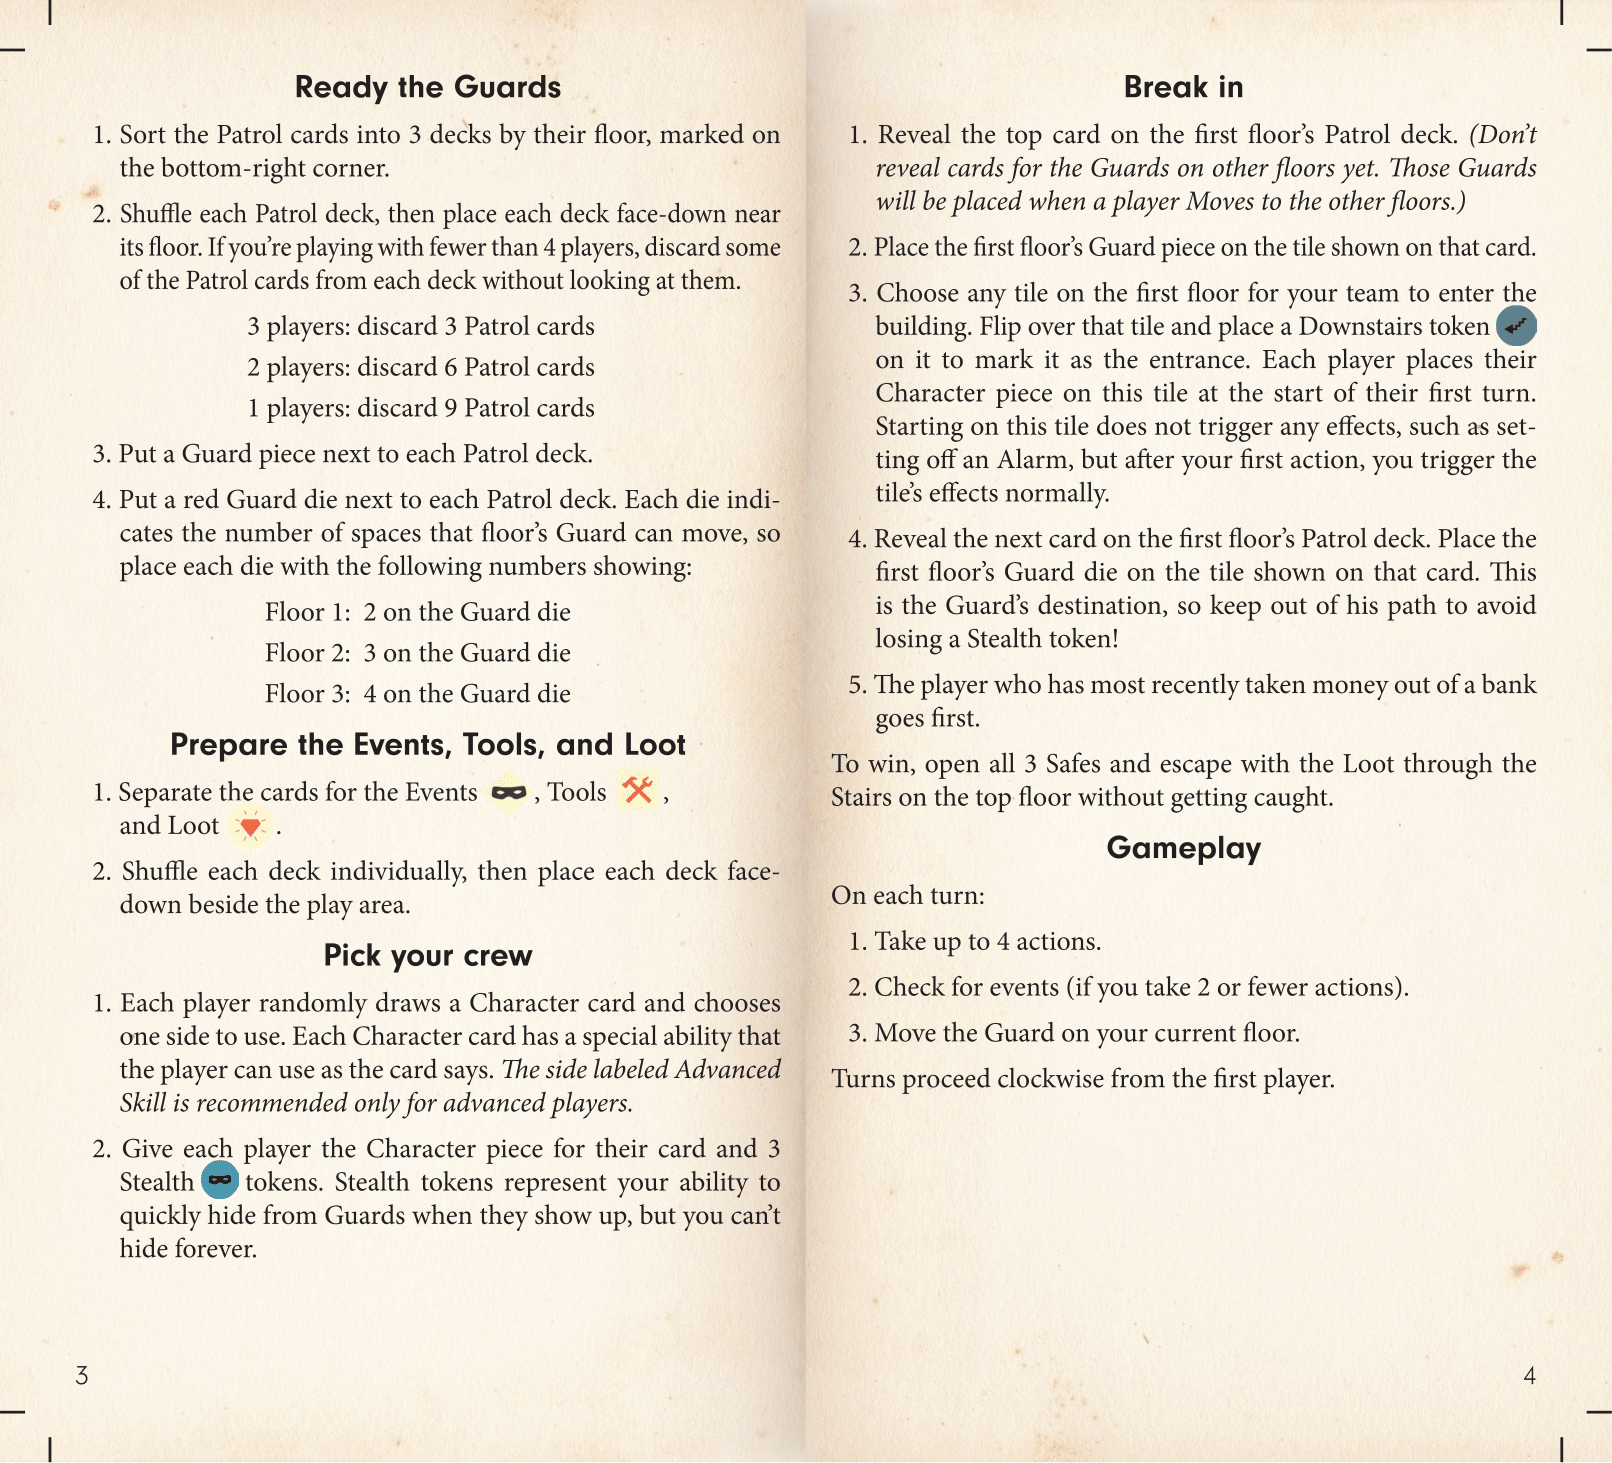 Ready the Guards
1. Sort the Patrol cards into 3 decks by their floor, marked on
the bottom-right corner.
2. Shuffle each Patrol deck, then place each deck face-down near
its floor. If you're playing with fewer than 4 players, discard some
of the Patrol cards from each deck without looking at them.
3 players: discard 3 Patrol cards
2 players: discard 6 Patrol cards
1 players: discard 9 Patrol cards
3. Put a Guard piece next to each Patrol deck.
4. Put a red Guard die next to each Patrol deck. Each die indi-
cates the number of spaces that floor's Guard can move, so
place each die with the following numbers showing:
Floor 1: 2 on the Guard die
Floor 2: 3 on the Guard die
Floor 3: 4 on the Guard die
Prepare the Events, Tools, and Loot
1. Separate the cards for the Events , Tools ,
and Loot .
2. Shuffle each deck individually, then place each deck face-
down beside the play area.
Pick your crew
1. Each player randomly draws a Character card and chooses
one side to use. Each Character card has a special ability that
the player can use as the card says. The side labeled Advanced
Skill is recommended only for advanced players.
2. Give each player the Character piece for their card and 3
Stealth tokens. Stealth tokens represent your ability to
quickly hide from Guards when they show up, but you can't
hide forever.
3
Break in
1. Reveal the top card on the first floor's Patrol deck. (Don't
reveal cards for the Guards on other floors yet. Those Guards
will be placed when a player Moves to the other floors.)
2. Place the first floor's Guard piece on the tile shown on that card.
3. Choose any tile on the first floor for your team to enter the
building. Flip over that tile and place a Downstairs token
on it to mark it as the entrance. Each player places their
Character piece on this tile at the start of their first turn.
Starting on this tile does not trigger any effects, such as set-
ting off an Alarm, but after your first action, you trigger the
tile's effects normally.
4. Reveal the next card on the first floor's Patrol deck. Place the
first floor's Guard die on the tile shown on that card. This
is the Guard's destination, so keep out of his path to avoid
losing a Stealth token!
5. The player who has most recently taken money out of a bank
goes first.
To win, open all 3 Safes and escape with the Loot through the
Stairs on the top floor without getting caught.
Gameplay
On each turn:
1. Take up to 4 actions.
2. Check for events (if you take 2 or fewer actions).
3. Move the Guard on your current floor.
Turns proceed clockwise from the first player.
4